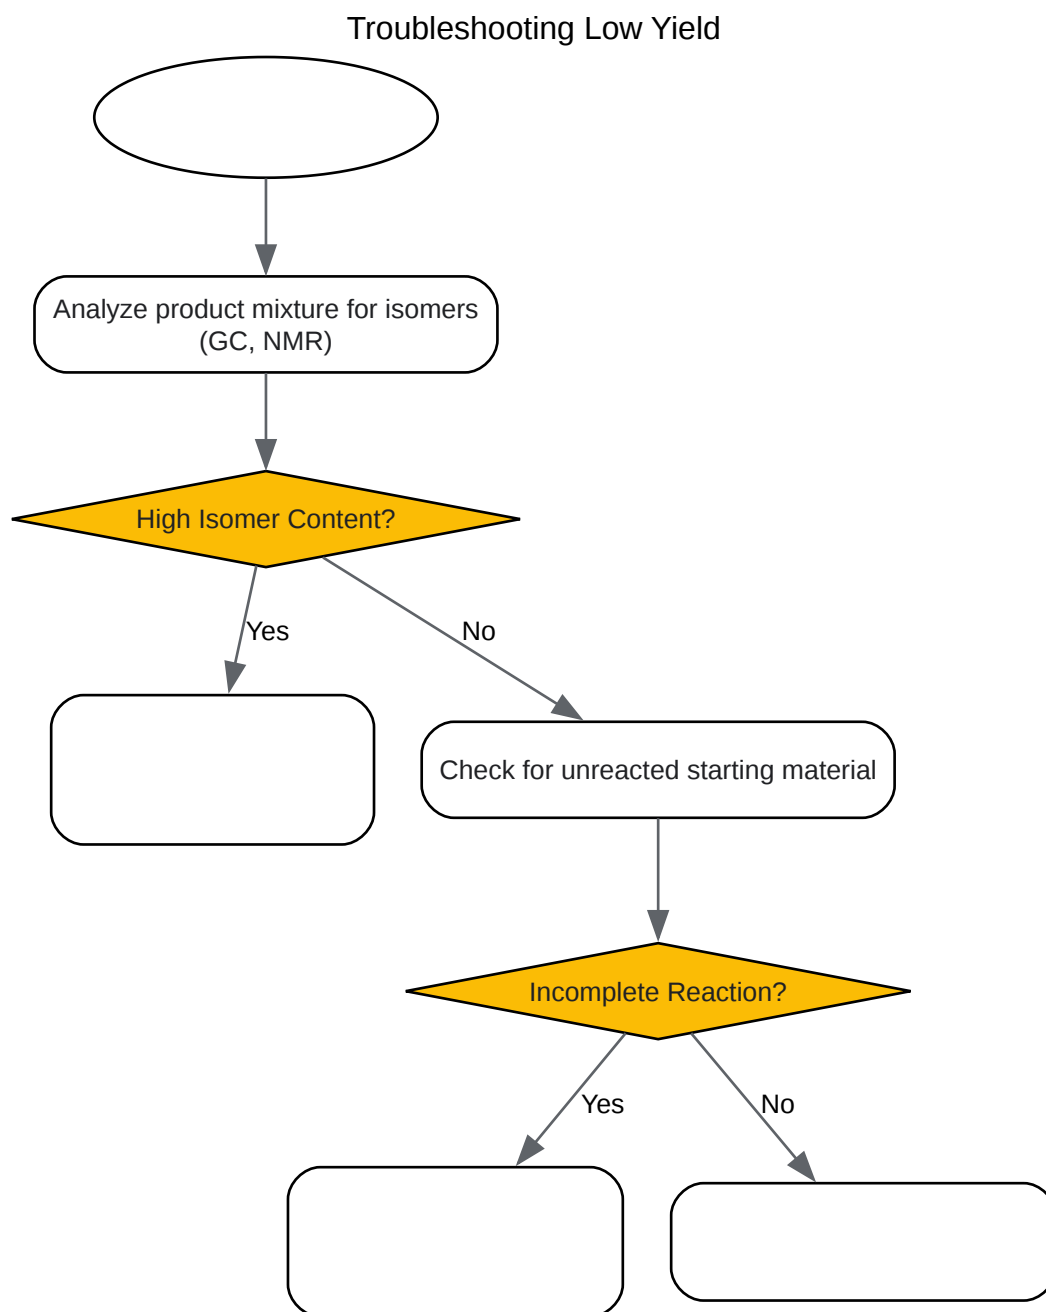 Troubleshooting Low Yield
Analyze product mixture for isomers
(GC, NMR)
High Isomer Content?
Yes
No
Check for unreacted starting material
Incomplete Reaction?
Yes
No